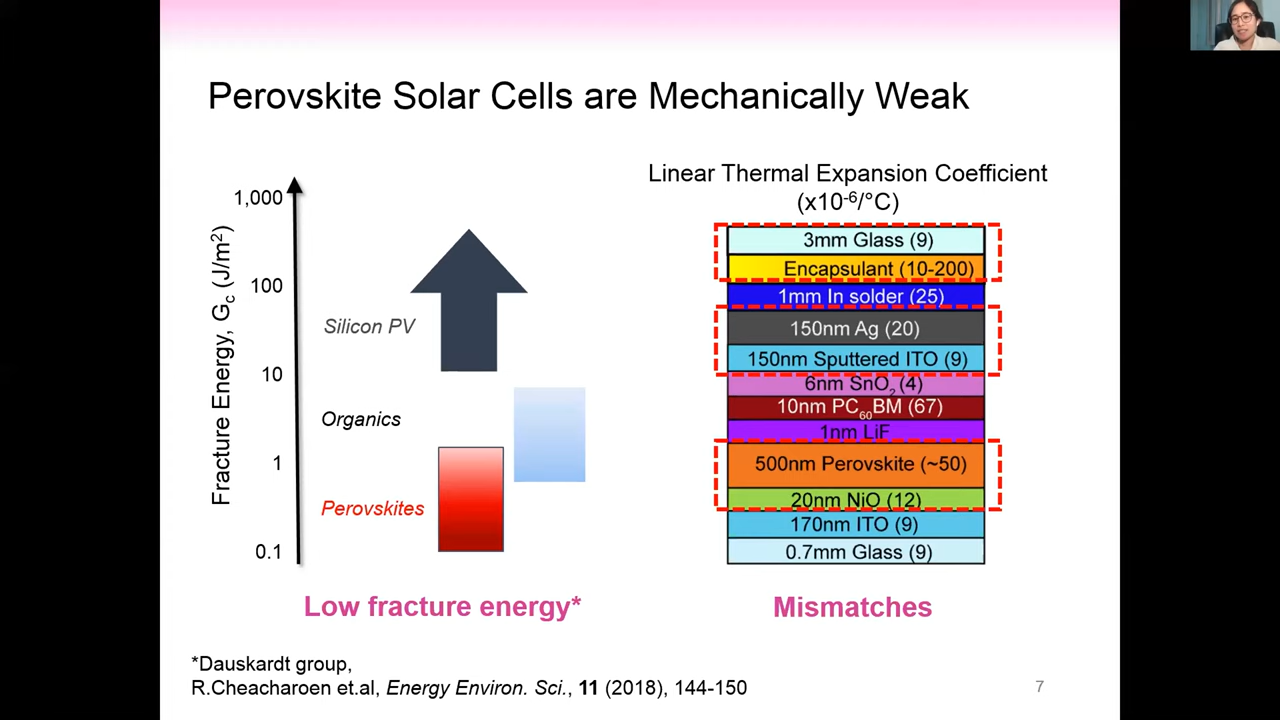 Perovskite Solar Cells are Mechanically Weak
Fracture Energy, Gc (J/m²)
1,000
100
10
1
0.1
Silicon PV
Organics
Perovskites
Low fracture energy*
Linear Thermal Expansion Coefficient
(x10⁻⁶/°C)
3mm Glass (9)
Encapsulant (10-200)
1mm In solder (25)
150nm Ag (20)
150nm Sputtered ITO (9)
6nm SnO₂ (4)
10nm PC₆₀BM (67)
1nm LiF
500nm Perovskite (~50)
20nm NiO (12)
170nm ITO (9)
0.7mm Glass (9)
Mismatches
*Dauskardt group,
R.Cheacharoen et.al, Energy Environ. Sci., 11 (2018), 144-150
7